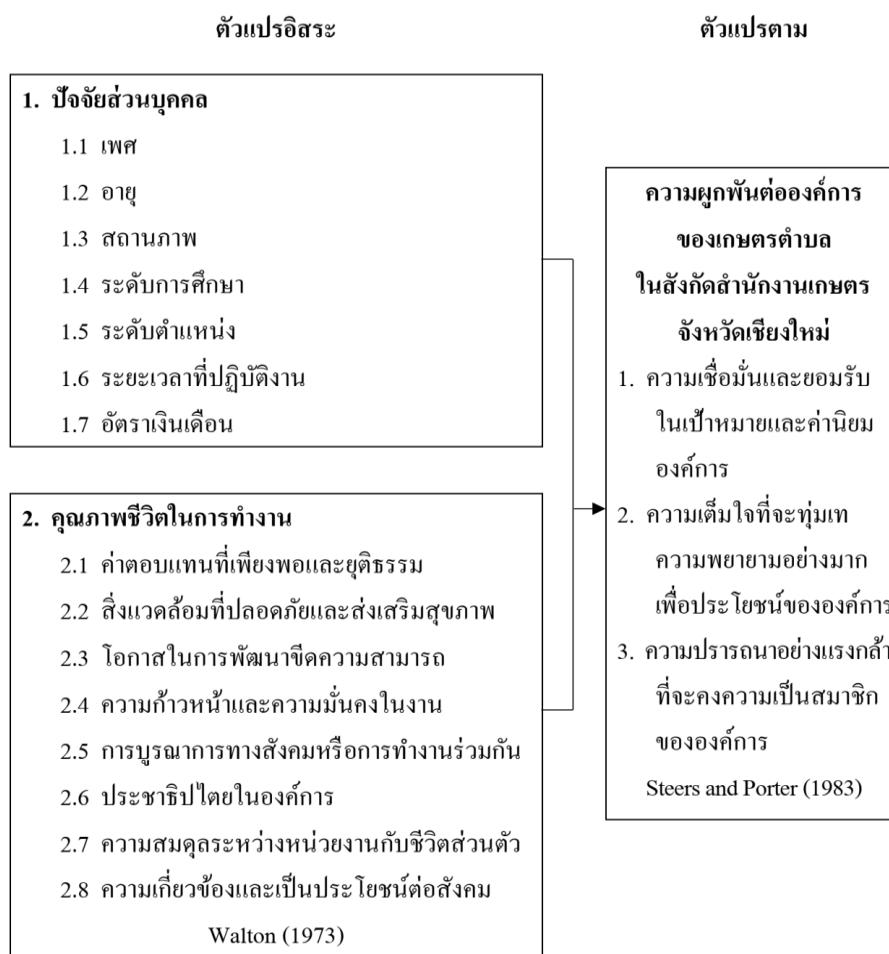 ตัวแปรอิสระ
ตัวแปรตาม
1. ปัจจัยส่วนบุคคล
1.1 เพศ
1.2 อายุ
1.3 สถานภาพ
1.4 ระดับการศึกษา
1.5 ระดับตำแหน่ง
1.6 ระยะเวลาที่ปฏิบัติงาน
1.7 อัตราเงินเดือน
2. คุณภาพชีวิตในการทำงาน
2.1 ค่าตอบแทนที่เพียงพอและยุติธรรม
2.2 สิ่งแวดล้อมที่ปลอดภัยและส่งเสริมสุขภาพ
2.3 โอกาสในการพัฒนาขีดความสามารถ
2.4 ความก้าวหน้าและความมั่นคงในงาน
2.5 การบูรณาการทางสังคมหรือการทำงานร่วมกัน
2.6 ประชาธิปไตยในองค์การ
2.7 ความสมดุลระหว่างหน่วยงานกับชีวิตส่วนตัว
2.8 ความเกี่ยวข้องและเป็นประโยชน์ต่อสังคม
Walton (1973)
ความผูกพันต่อองค์การ
ของเกษตรตำบล
ในสังกัดสำนักงานเกษตร
จังหวัดเชียงใหม่
1. ความเชื่อมั่นและยอมรับ
ในเป้าหมายและค่านิยม
องค์การ
2. ความเต็มใจที่จะทุ่มเท
ความพยายามอย่างมาก
เพื่อประโยชน์ขององค์การ
3. ความปรารถนาอย่างแรงกล้า
ที่จะคงความเป็นสมาชิก
ขององค์การ
Steers and Porter (1983)